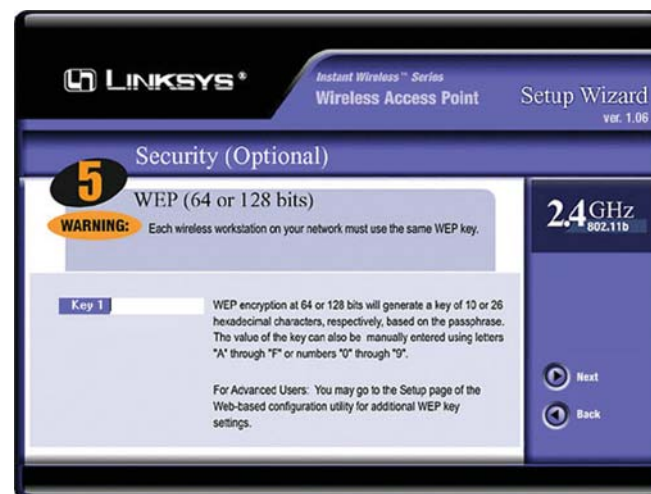 LINKSYS®
Instant Wireless™ Series
Wireless Access Point
Setup Wizard
ver. 1.06
Security (Optional)
5
WEP (64 or 128 bits)
WARNING:
Each wireless workstation on your network must use the same WEP key.
2.4GHz
802.11b
Key 1
WEP encryption at 64 or 128 bits will generate a key of 10 or 26
hexadecimal characters, respectively, based on the passphrase.
The value of the key can also be manually entered using letters
"A" through "F" or numbers "0" through "9".
For Advanced Users: You may go to the Setup page of the
Web-based configuration utility for additional WEP key
settings.
Next
Back